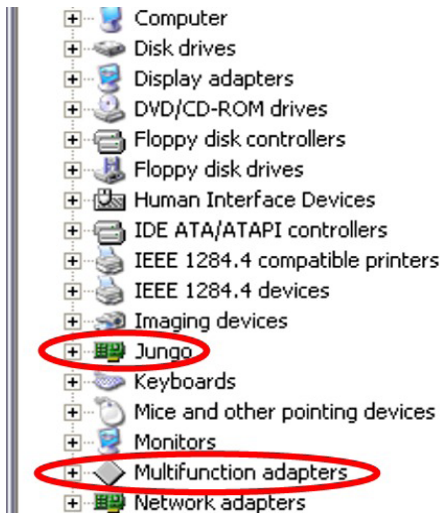 Computer
Disk drives
Display adapters
DVD/CD-ROM drives
Floppy disk controllers
Floppy disk drives
Human Interface Devices
IDE ATA/ATAPI controllers
IEEE 1284.4 compatible printers
IEEE 1284.4 devices
Imaging devices
Jungo
Keyboards
Mice and other pointing devices
Monitors
Multifunction adapters
Network adapters